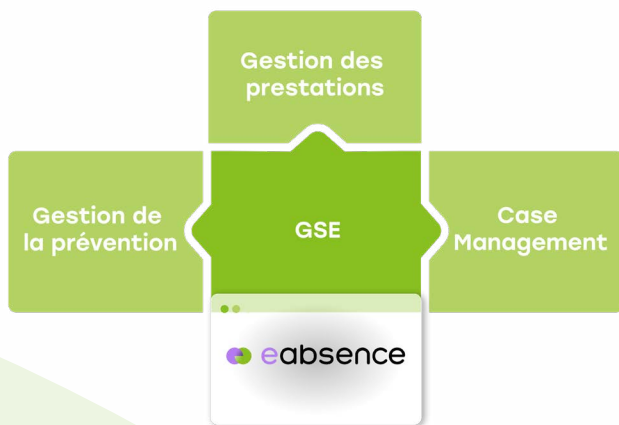 Gestion des
prestations
Gestion de
la prévention
GSE
Case
Management
eabsence